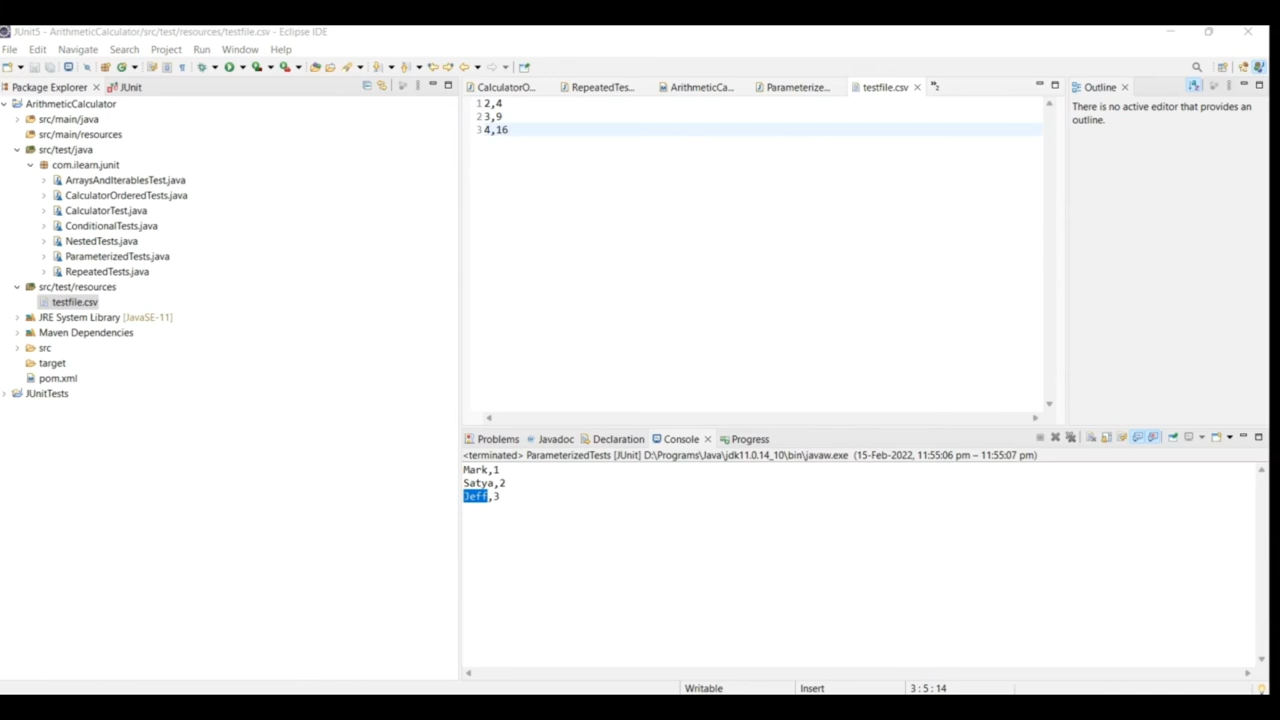 JUnit5 - ArithmeticCalculator/src/test/resources/testfile.csv - Eclipse IDE
File Edit Navigate Search Project Run Window Help
Package Explorer JUnit
ArithmeticCalculator
src/main/java
src/main/resources
src/test/java
com.ilearn.junit
ArraysAndIterablesTest.java
CalculatorOrderedTests.java
CalculatorTest.java
ConditionalTests.java
NestedTests.java
ParameterizedTests.java
RepeatedTests.java
src/test/resources
testfile.csv
JRE System Library [JavaSE-11]
Maven Dependencies
src
target
pom.xml
JUnitTests
CalculatorO... RepeatedTes... ArithmeticCa... Parameterize... testfile.csv »2
1 2,4
2 3,9
3 4,16
Outline
There is no active editor that provides an
outline.
Problems Javadoc Declaration Console Progress
<terminated> ParameterizedTests [JUnit] D:\Programs\Java\jdk11.0.14_10\bin\javaw.exe (15-Feb-2022, 11:55:06 pm – 11:55:07 pm)
Mark,1
Satya,2
Jeff,3
Writable Insert 3 : 5 : 14